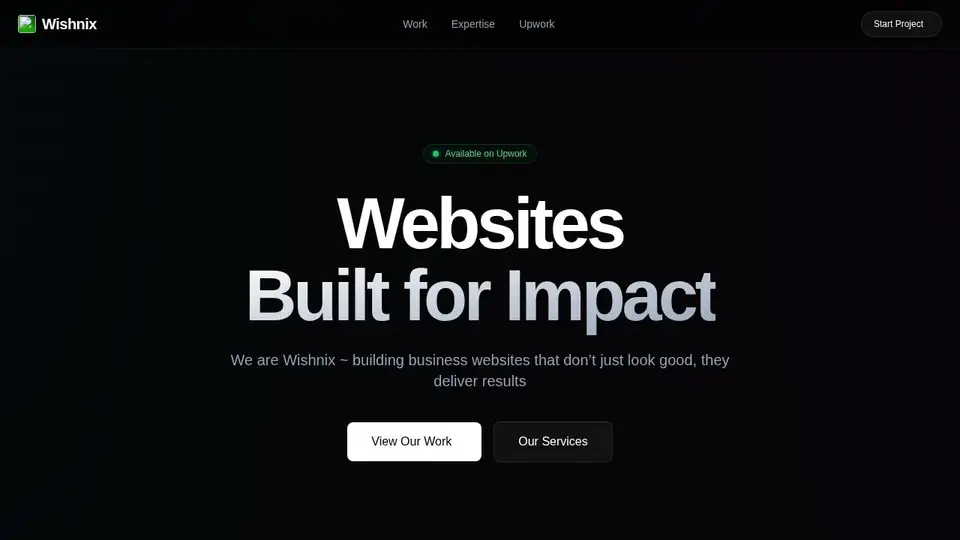 Wishnix
Work
Expertise
Upwork
Start Project
Available on Upwork
Websites
Built for Impact
We are Wishnix ~ building business websites that don’t just look good, they
deliver results
View Our Work
Our Services